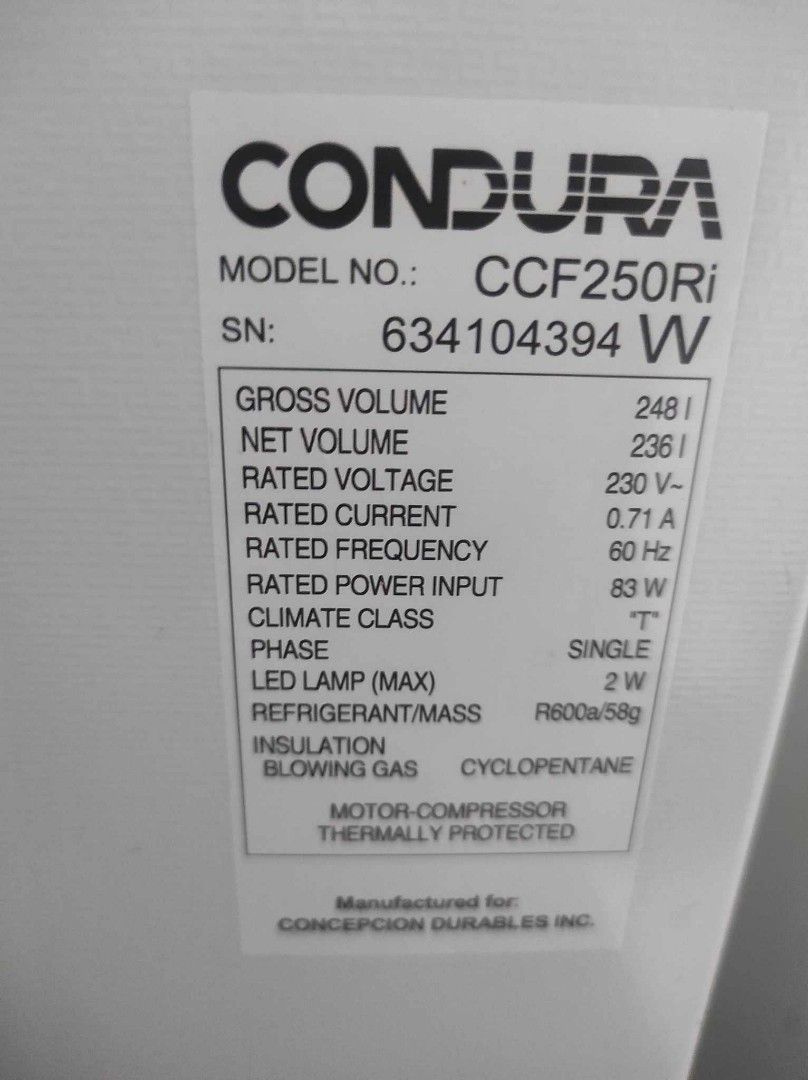 CONDURA
MODEL NO.: CCF250Ri
SN: 634104394 W
GROSS VOLUME 248 l
NET VOLUME 236 l
RATED VOLTAGE 230 V~
RATED CURRENT 0.71 A
RATED FREQUENCY 60 Hz
RATED POWER INPUT 83 W
CLIMATE CLASS "T"
PHASE SINGLE
LED LAMP (MAX) 2 W
REFRIGERANT/MASS R600a/58g
INSULATION
BLOWING GAS CYCLOPENTANE
MOTOR-COMPRESSOR
THERMALLY PROTECTED
Manufactured for:
CONCEPCION DURABLES INC.